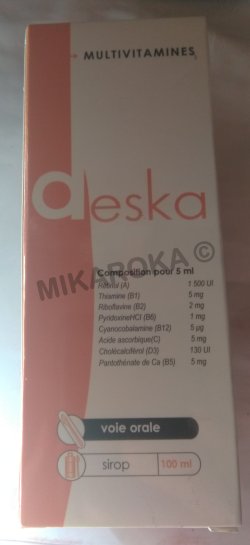 MULTIVITAMINES
deska
Composition pour 5 ml
Rétinol (A) 1 500 UI
Thiamine (B1) 5 mg
Riboflavine (B2) 2 mg
PyridoxineHCl (B6) 1 mg
Cyanocobalamine (B12) 5 µg
Acide ascorbique(C) 5 mg
Cholécalciférol (D3) 130 UI
Pantothénate de Ca (B5) 5 mg
MIKAROKA ©
voie orale
sirop 100 ml